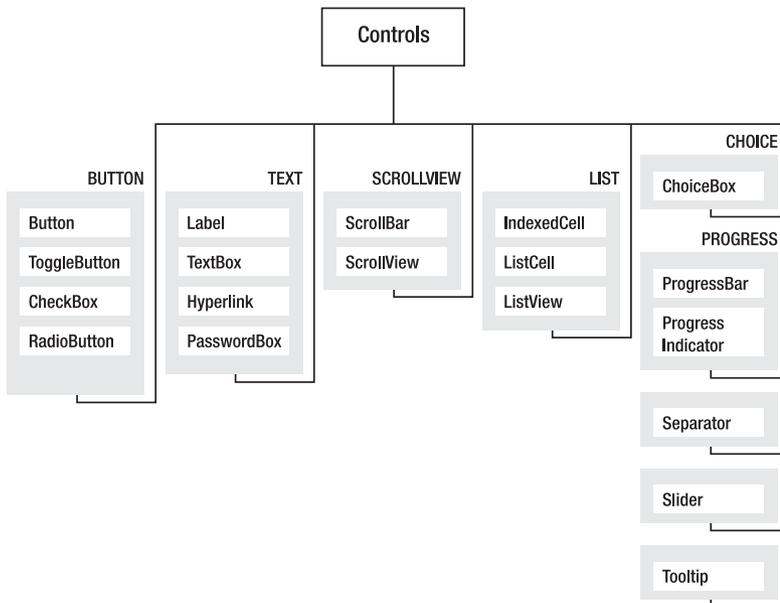 Controls
BUTTON
Button
ToggleButton
CheckBox
RadioButton
TEXT
Label
TextBox
Hyperlink
PasswordBox
SCROLLVIEW
ScrollBar
ScrollView
LIST
IndexedCell
ListCell
ListView
CHOICE
ChoiceBox
PROGRESS
ProgressBar
Progress
Indicator
Separator
Slider
Tooltip